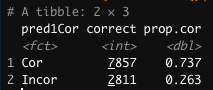 # A tibble: 2 × 3
pred1Cor correct prop.cor
<fct> <int> <dbl>
1 Cor 7857 0.737
2 Incor 2811 0.263